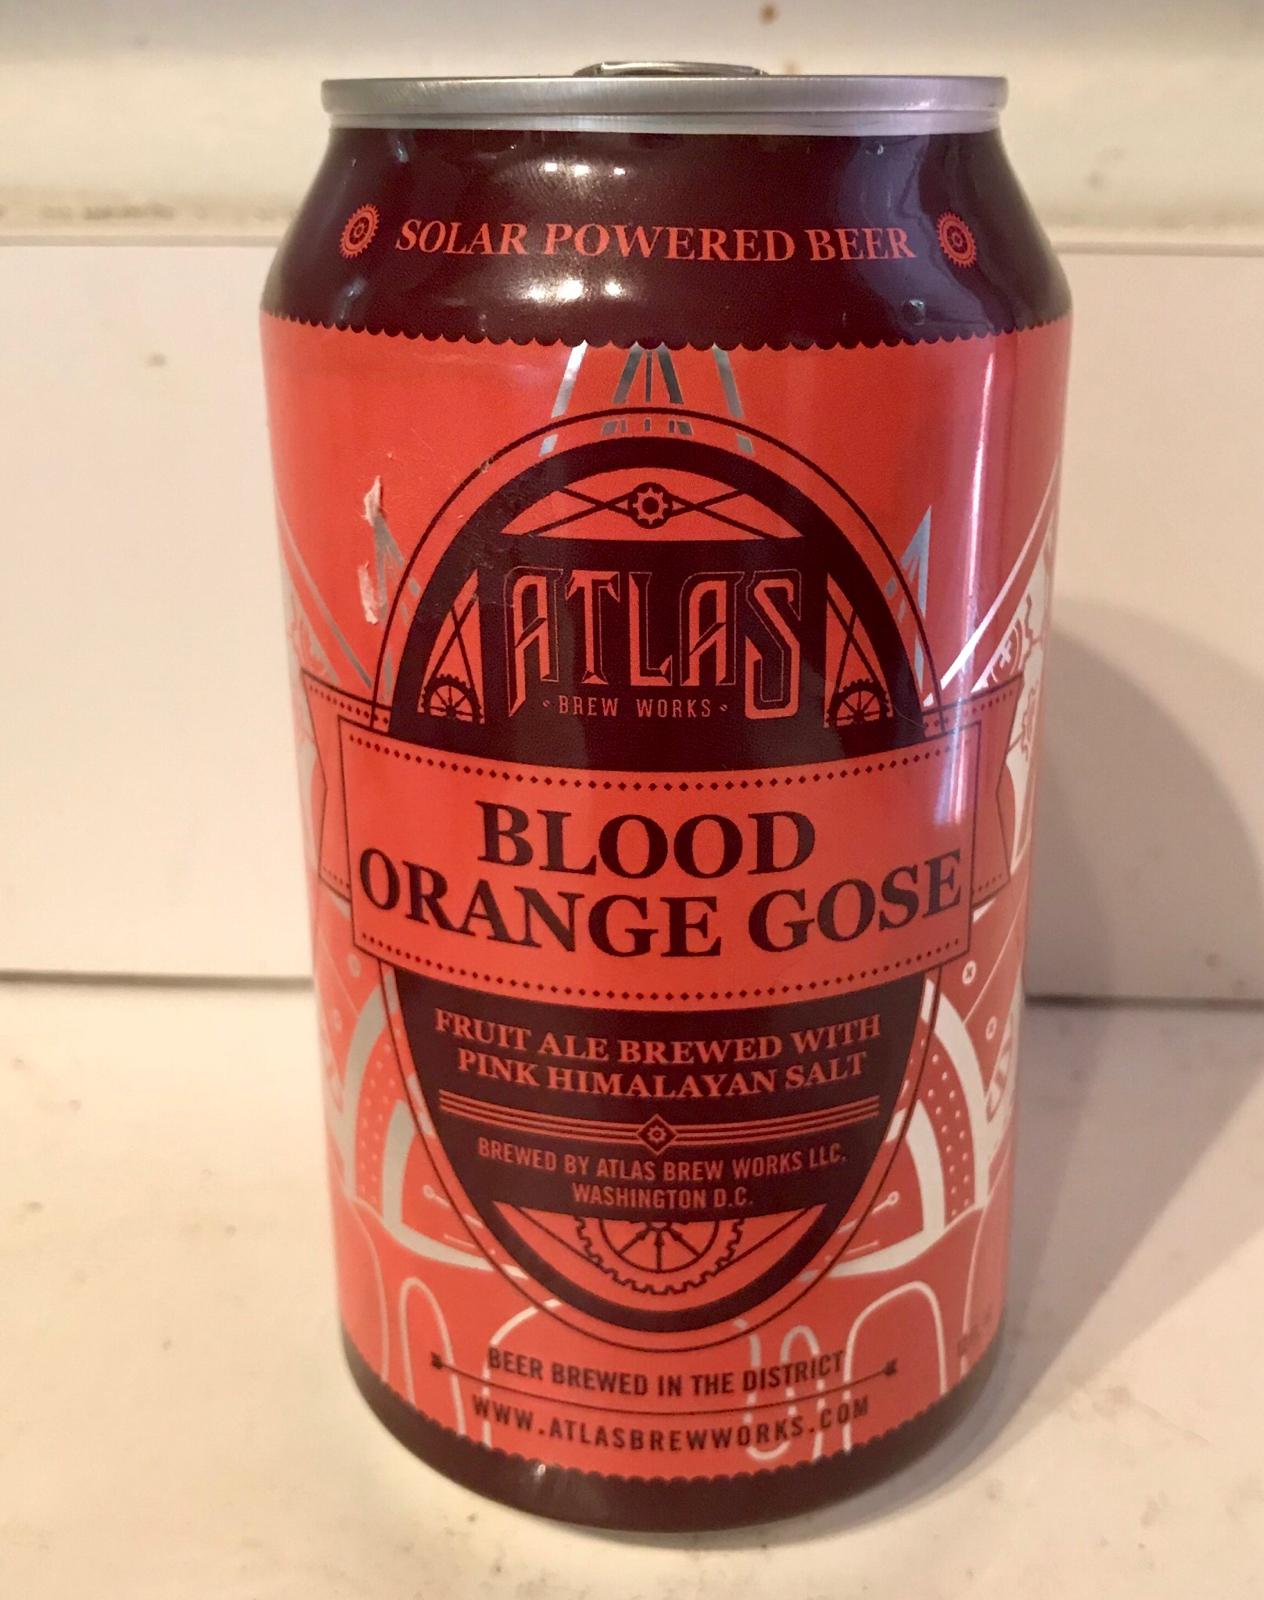 SOLAR POWERED BEER
ATLAS
· BREW WORKS ·
BLOOD
ORANGE GOSE
FRUIT ALE BREWED WITH
PINK HIMALAYAN SALT
BREWED BY ATLAS BREW WORKS LLC.
WASHINGTON D.C.
BEER BREWED IN THE DISTRICT
WWW.ATLASBREWWORKS.COM